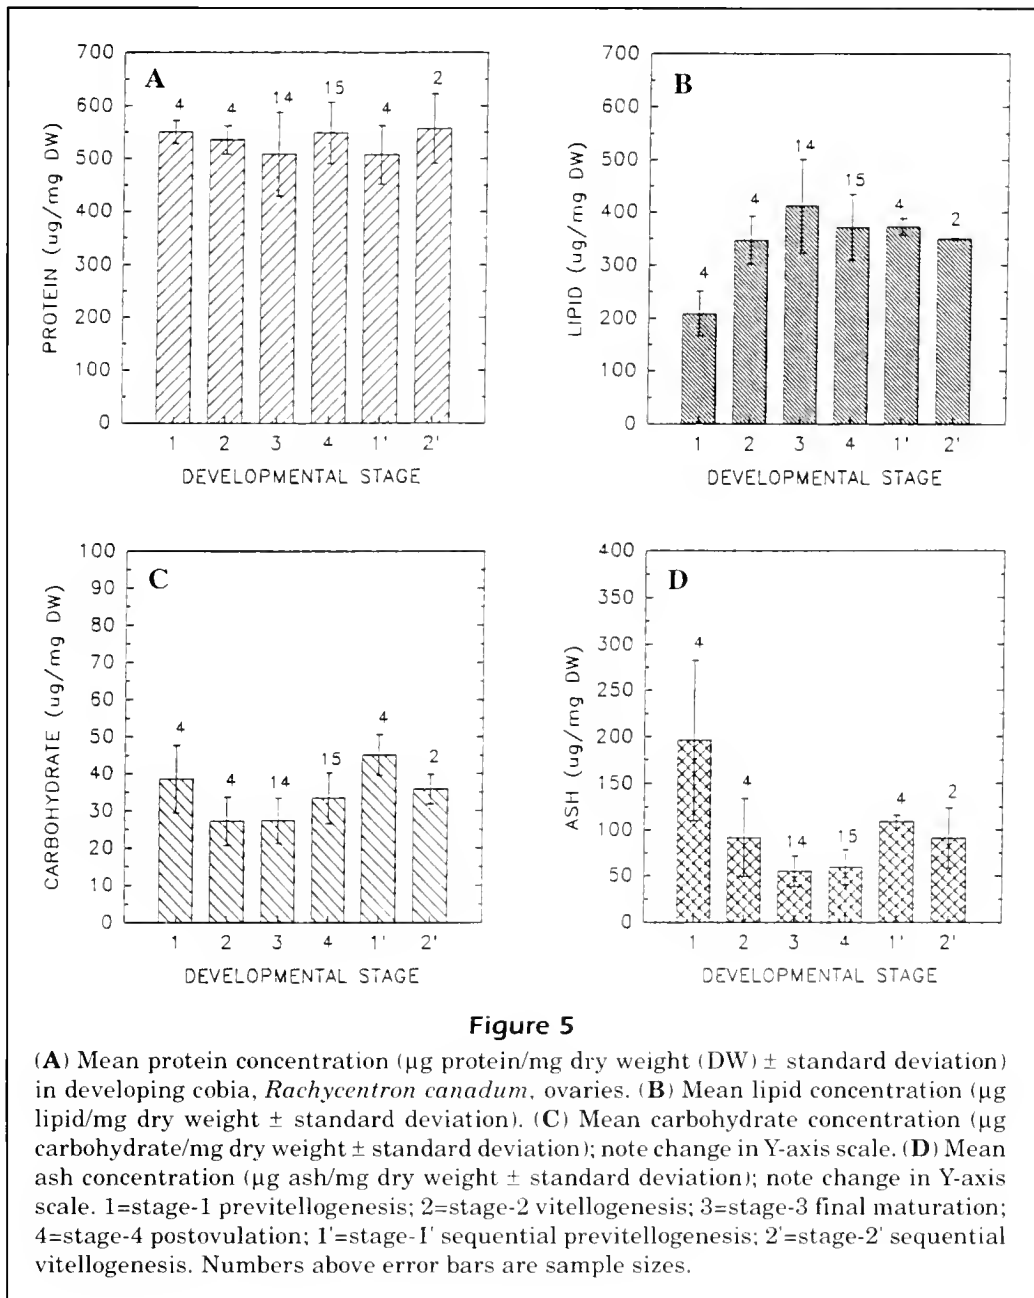 A
700
600
500
400
300
200
100
0
PROTEIN (ug/mg DW)
4
4
14
15
4
2
1 2 3 4 1' 2'
DEVELOPMENTAL STAGE
B
700
600
500
400
300
200
100
0
LIPID (ug/mg DW)
4
4
14
15
4
2
1 2 3 4 1' 2'
DEVELOPMENTAL STAGE
C
100
90
80
70
60
50
40
30
20
10
0
CARBOHYDRATE (ug/mg DW)
4
4
14
15
4
2
1 2 3 4 1' 2'
DEVELOPMENTAL STAGE
D
400
350
300
250
200
150
100
50
0
ASH (ug/mg DW)
4
4
14
15
4
2
1 2 3 4 1' 2'
DEVELOPMENTAL STAGE
Figure 5
(A) Mean protein concentration (μg protein/mg dry weight (DW) ± standard deviation)
in developing cobia, Rachycentron canadum, ovaries. (B) Mean lipid concentration (μg
lipid/mg dry weight ± standard deviation). (C) Mean carbohydrate concentration (μg
carbohydrate/mg dry weight ± standard deviation); note change in Y-axis scale. (D) Mean
ash concentration (μg ash/mg dry weight ± standard deviation); note change in Y-axis
scale. 1=stage-1 previtellogenesis; 2=stage-2 vitellogenesis; 3=stage-3 final maturation;
4=stage-4 postovulation; 1'=stage-1' sequential previtellogenesis; 2'=stage-2' sequential
vitellogenesis. Numbers above error bars are sample sizes.